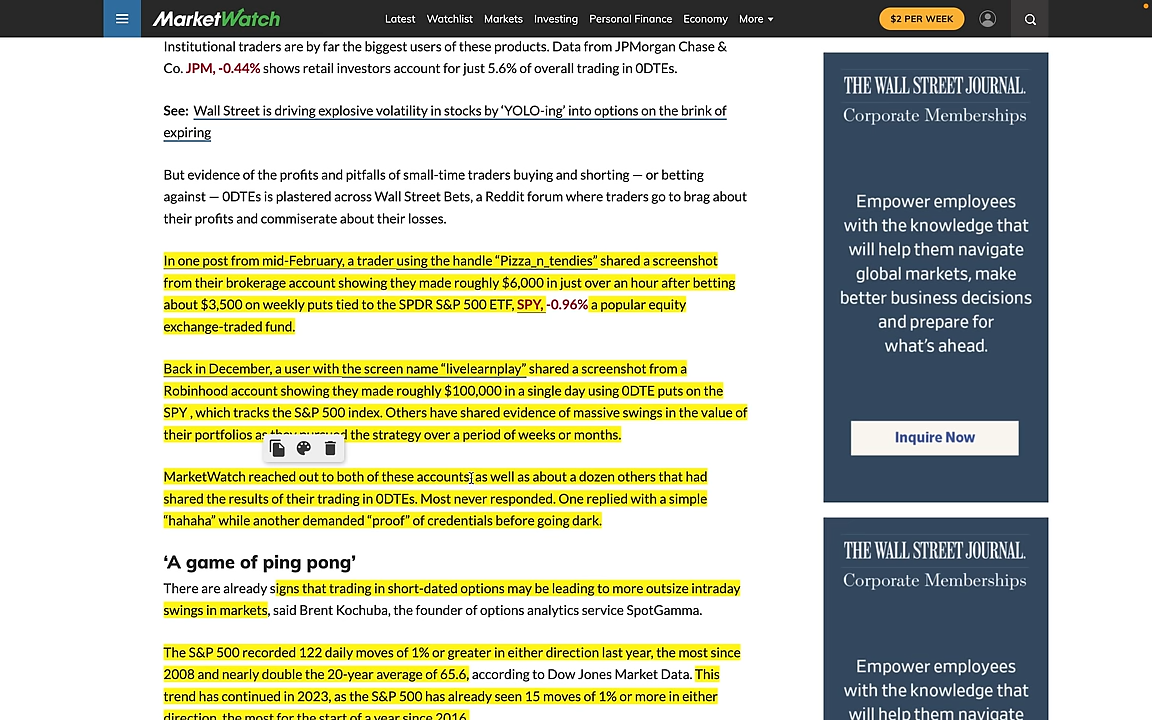 MarketWatch
Latest Watchlist Markets Investing Personal Finance Economy More
$2 PER WEEK
Institutional traders are by far the biggest users of these products. Data from JPMorgan Chase &
Co. JPM, -0.44% shows retail investors account for just 5.6% of overall trading in 0DTEs.
See: Wall Street is driving explosive volatility in stocks by ‘YOLO-ing’ into options on the brink of
expiring
But evidence of the profits and pitfalls of small-time traders buying and shorting — or betting
against — 0DTEs is plastered across Wall Street Bets, a Reddit forum where traders go to brag about
their profits and commiserate about their losses.
In one post from mid-February, a trader using the handle “Pizza_n_tendies” shared a screenshot
from their brokerage account showing they made roughly $6,000 in just over an hour after betting
about $3,500 on weekly puts tied to the SPDR S&P 500 ETF, SPY, -0.96% a popular equity
exchange-traded fund.
Back in December, a user with the screen name “livelearnplay” shared a screenshot from a
Robinhood account showing they made roughly $100,000 in a single day using 0DTE puts on the
SPY , which tracks the S&P 500 index. Others have shared evidence of massive swings in the value of
their portfolios as they pursued the strategy over a period of weeks or months.
MarketWatch reached out to both of these accounts as well as about a dozen others that had
shared the results of their trading in 0DTEs. Most never responded. One replied with a simple
“hahaha” while another demanded “proof” of credentials before going dark.
‘A game of ping pong’
There are already signs that trading in short-dated options may be leading to more outsize intraday
swings in markets, said Brent Kochuba, the founder of options analytics service SpotGamma.
The S&P 500 recorded 122 daily moves of 1% or greater in either direction last year, the most since
2008 and nearly double the 20-year average of 65.6, according to Dow Jones Market Data. This
trend has continued in 2023, as the S&P 500 has already seen 15 moves of 1% or more in either
direction, the most for the start of a year since 2016.
THE WALL STREET JOURNAL.
Corporate Memberships
Empower employees
with the knowledge that
will help them navigate
global markets, make
better business decisions
and prepare for
what’s ahead.
Inquire Now
THE WALL STREET JOURNAL.
Corporate Memberships
Empower employees
with the knowledge that
will help them navigate